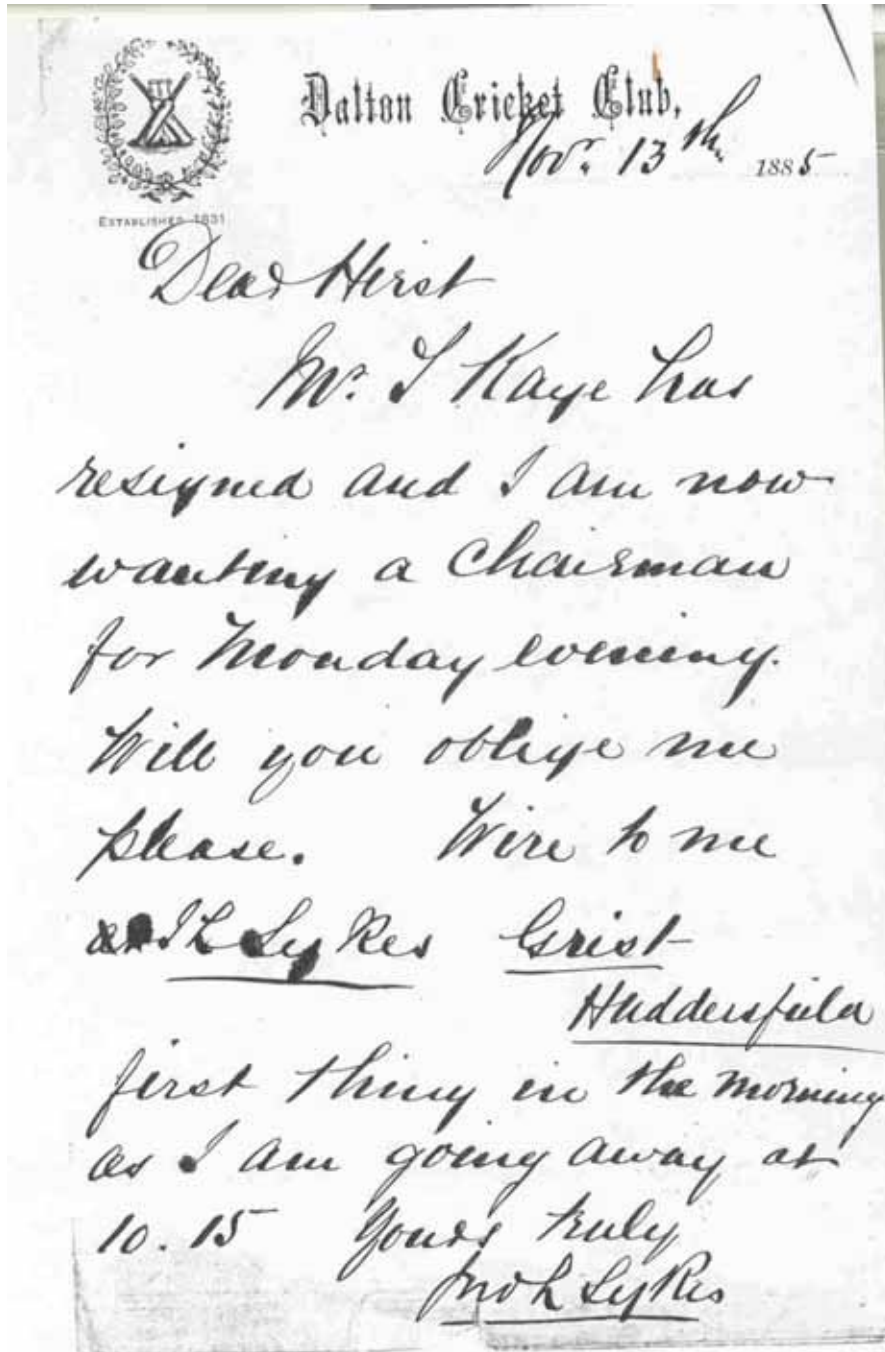 Dalton Cricket Club,
Novr. 13th 1885
ESTABLISHED 1831
Dear Hirst
Mr. I Kaye has
resigned and I am now
wanting a Chairman
for Monday evening.
Will you oblige me
please. Wire to me
J L Sykes Grist
Huddersfield
first thing in the morning
as I am going away at
10.15 Yours truly
Jno L Sykes